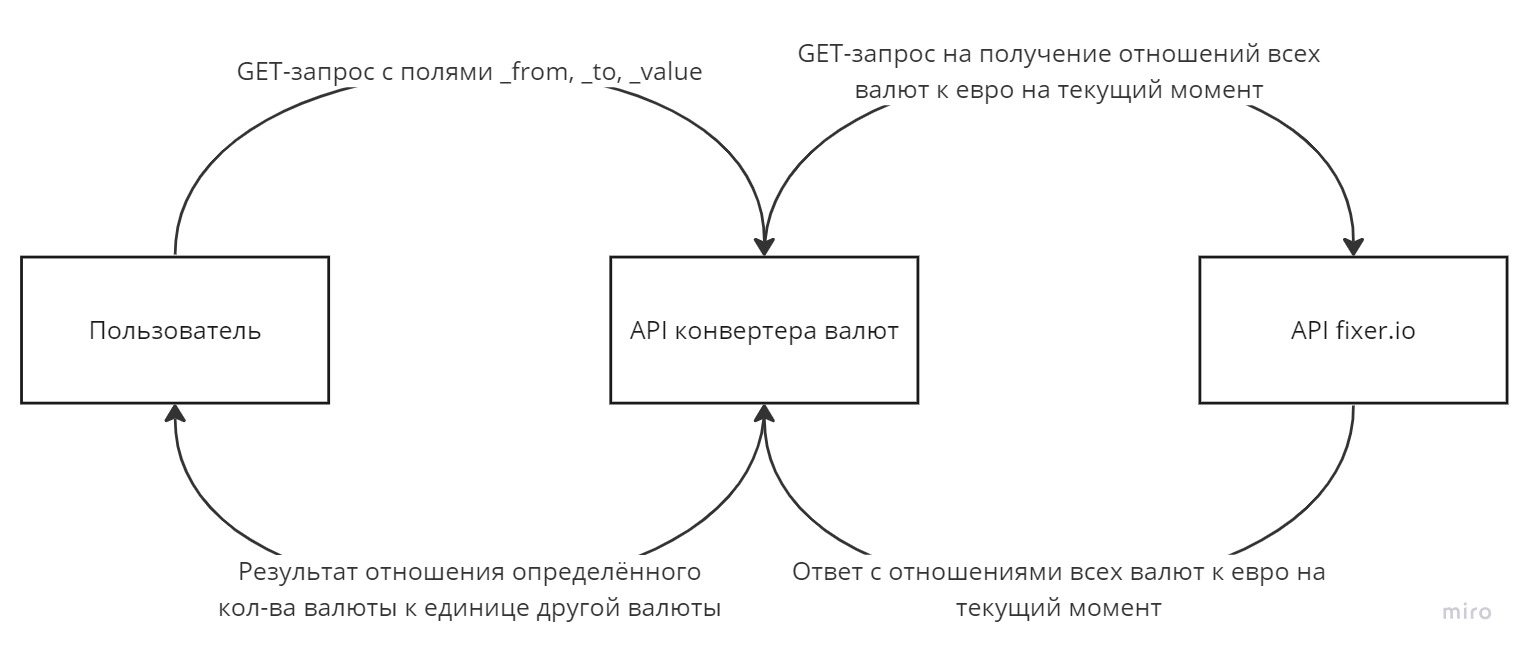 GET-запрос с полями _from, _to, _value
GET-запрос на получение отношений всех
валют к евро на текущий момент
Пользователь
API конвертера валют
API fixer.io
Результат отношения определённого
кол-ва валюты к единице другой валюты
Ответ с отношениями всех валют к евро на
текущий момент
miro